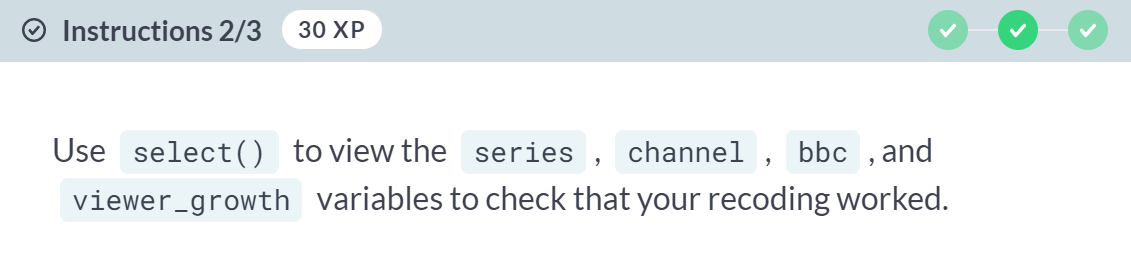 Instructions 2/3 30 XP
Use select() to view the series , channel , bbc , and
viewer_growth variables to check that your recoding worked.